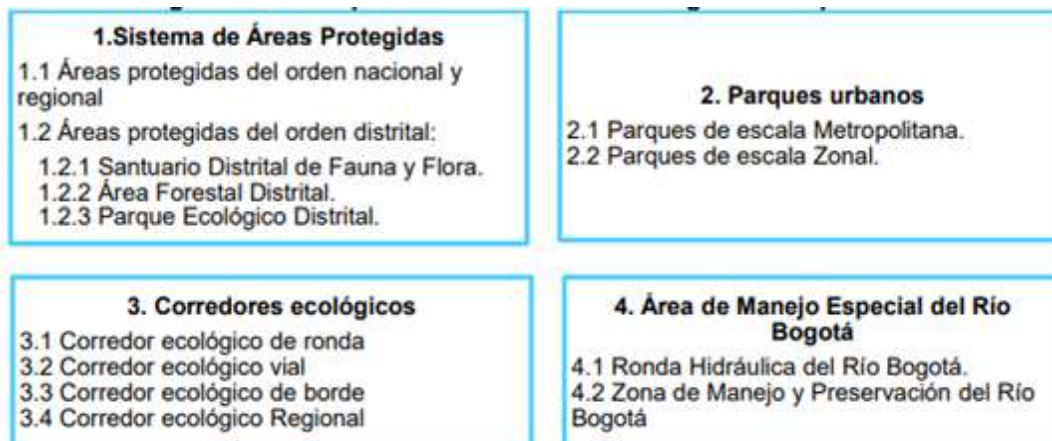 1.Sistema de Áreas Protegidas
1.1 Áreas protegidas del orden nacional y
regional
1.2 Áreas protegidas del orden distrital:
1.2.1 Santuario Distrital de Fauna y Flora.
1.2.2 Área Forestal Distrital.
1.2.3 Parque Ecológico Distrital.
2. Parques urbanos
2.1 Parques de escala Metropolitana.
2.2 Parques de escala Zonal.
3. Corredores ecológicos
3.1 Corredor ecológico de ronda
3.2 Corredor ecológico vial
3.3 Corredor ecológico de borde
3.4 Corredor ecológico Regional
4. Área de Manejo Especial del Río
Bogotá
4.1 Ronda Hidráulica del Río Bogotá.
4.2 Zona de Manejo y Preservación del Río
Bogotá